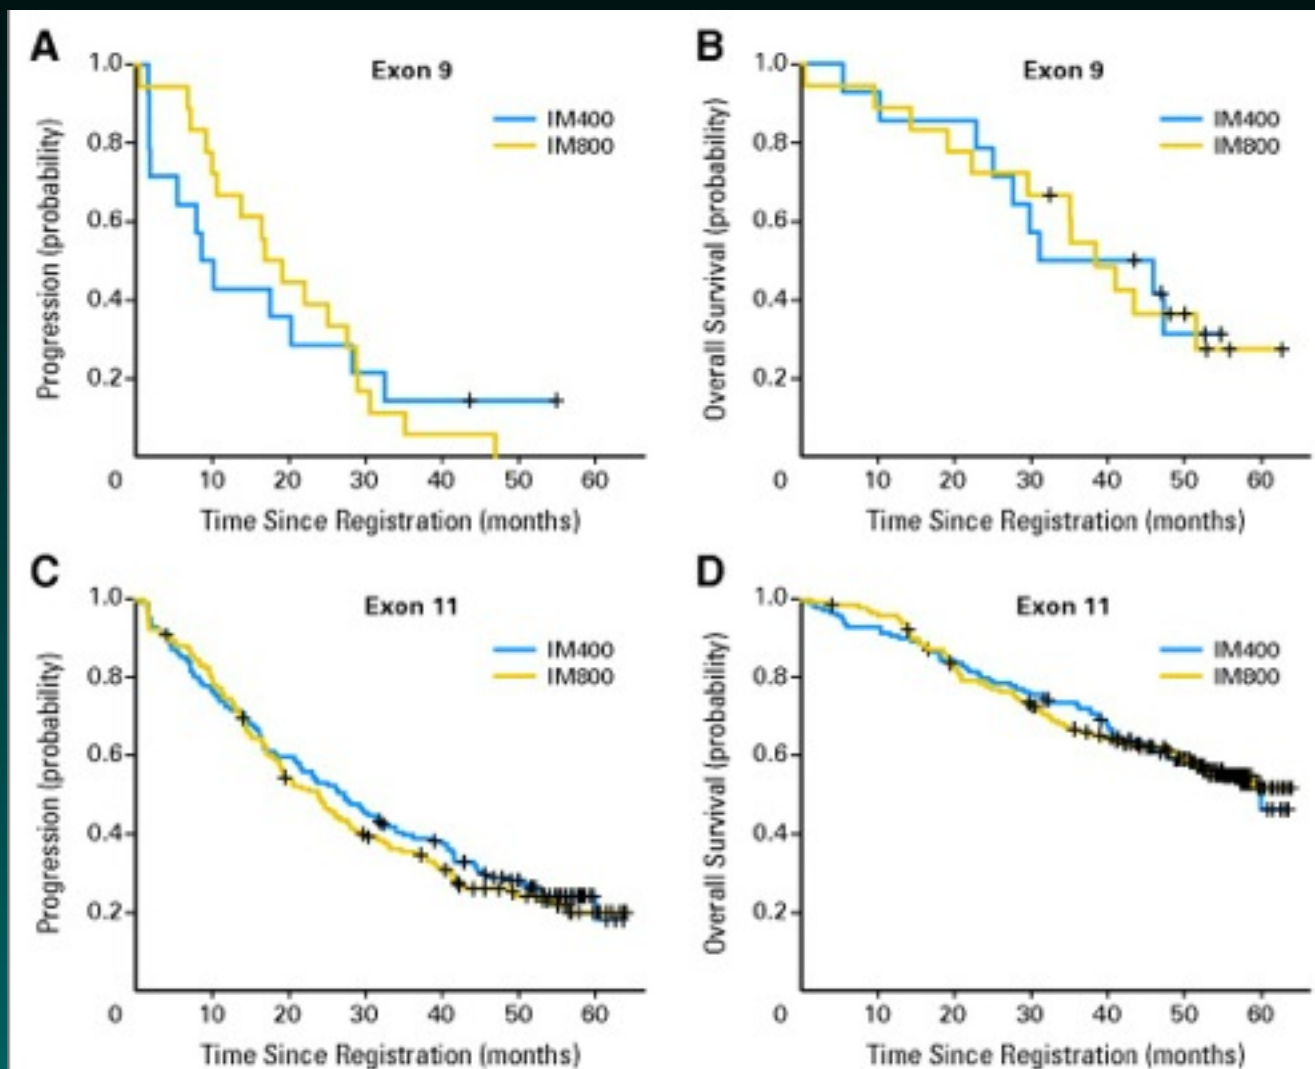 A
Exon 9
IM400
IM800
Progression (probability)
1.0
0.8
0.6
0.4
0.2
0 10 20 30 40 50 60
Time Since Registration (months)
B
Exon 9
IM400
IM800
Overall Survival (probability)
1.0
0.8
0.6
0.4
0.2
0 10 20 30 40 50 60
Time Since Registration (months)
C
Exon 11
IM400
IM800
Progression (probability)
1.0
0.8
0.6
0.4
0.2
0 10 20 30 40 50 60
Time Since Registration (months)
D
Exon 11
IM400
IM800
Overall Survival (probability)
1.0
0.8
0.6
0.4
0.2
0 10 20 30 40 50 60
Time Since Registration (months)